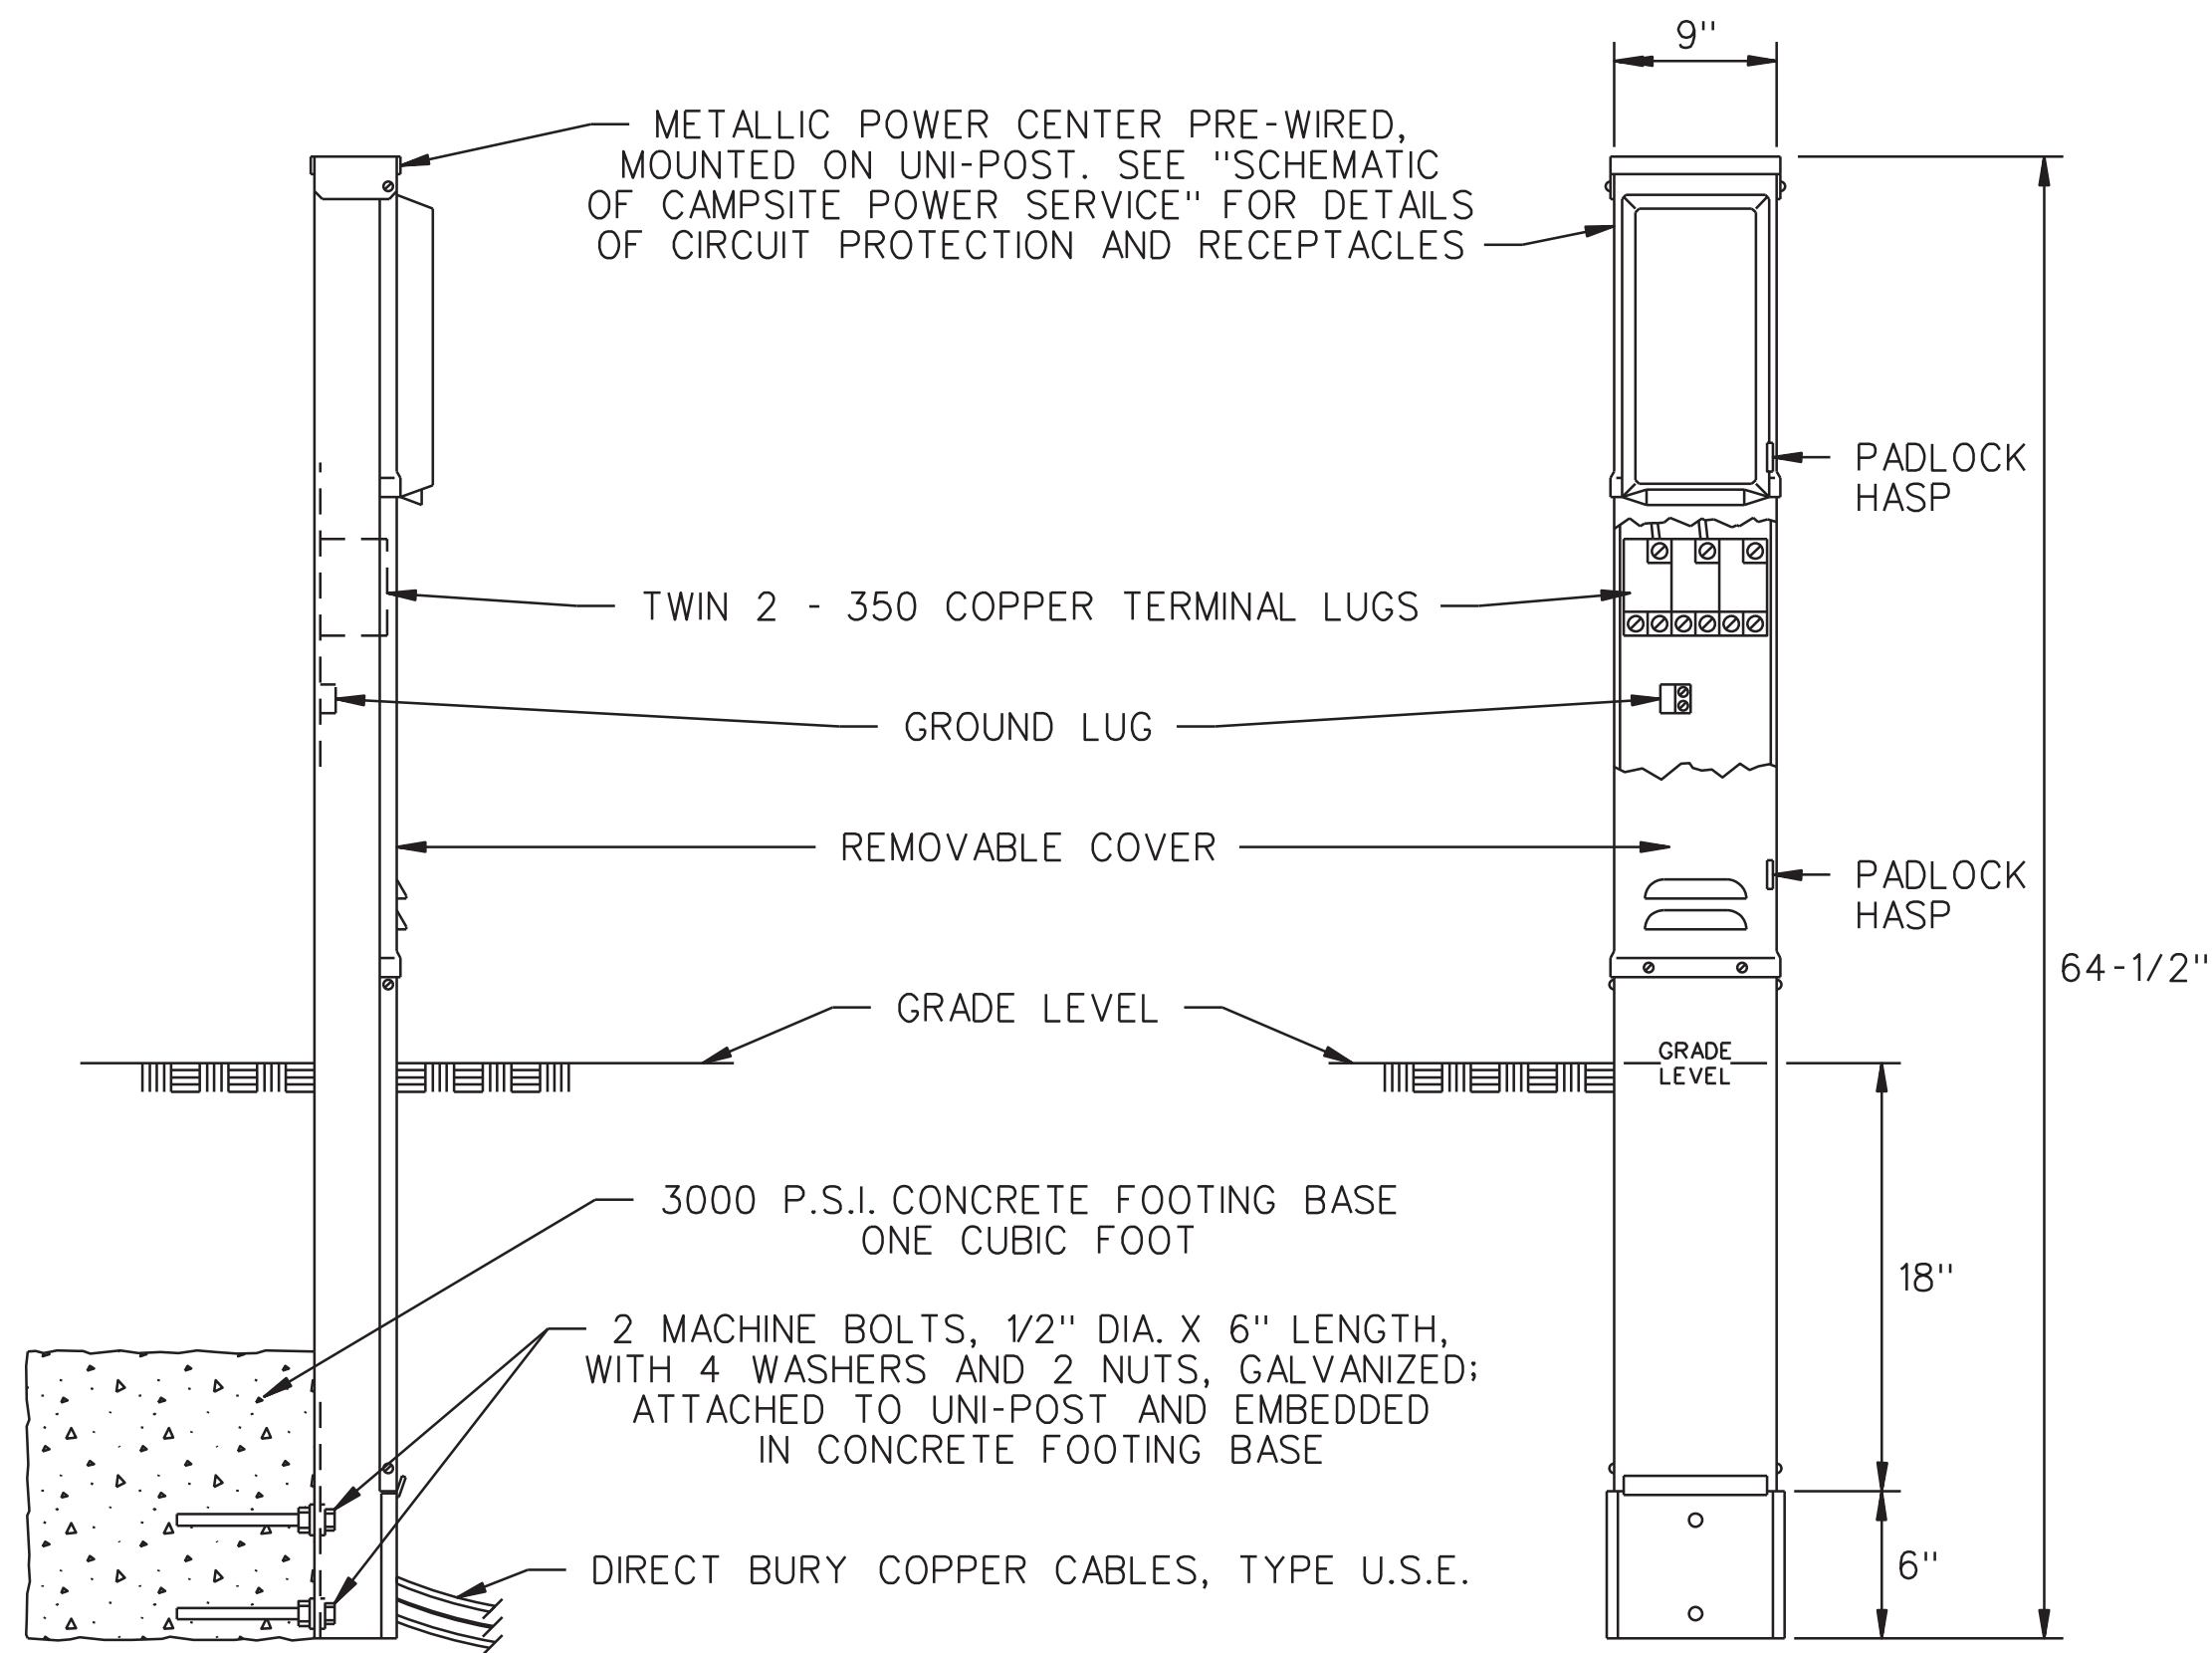 9"
METALLIC POWER CENTER PRE-WIRED,
MOUNTED ON UNI-POST. SEE "SCHEMATIC
OF CAMPSITE POWER SERVICE" FOR DETAILS
OF CIRCUIT PROTECTION AND RECEPTACLES
PADLOCK
HASP
TWIN 2 - 350 COPPER TERMINAL LUGS
GROUND LUG
REMOVABLE COVER
PADLOCK
HASP
64-1/2"
GRADE LEVEL
GRADE
LEVEL
3000 P.S.I. CONCRETE FOOTING BASE
ONE CUBIC FOOT
18"
2 MACHINE BOLTS, 1/2" DIA. X 6" LENGTH,
WITH 4 WASHERS AND 2 NUTS, GALVANIZED;
ATTACHED TO UNI-POST AND EMBEDDED
IN CONCRETE FOOTING BASE
DIRECT BURY COPPER CABLES, TYPE U.S.E.
6"